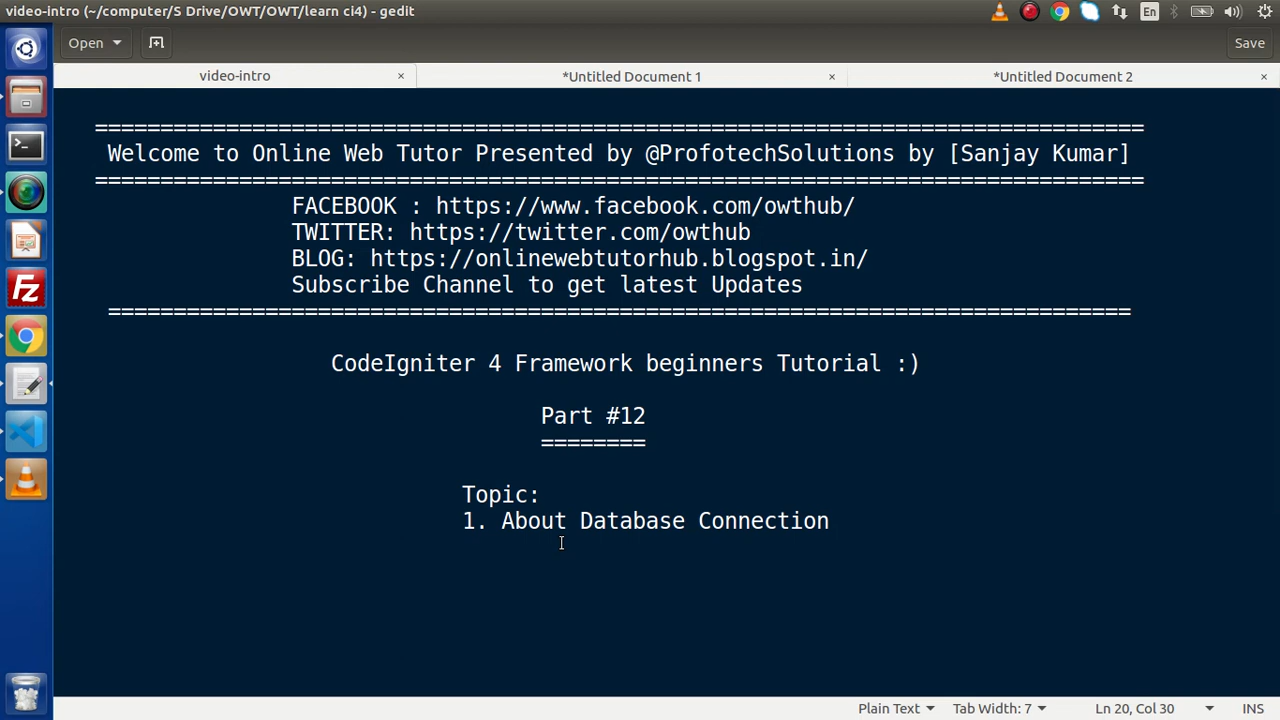 video-intro (~/computer/S Drive/OWT/OWT/learn ci4) - gedit
En
Open
Save
video-intro × *Untitled Document 1 × *Untitled Document 2 ×
================================================================================
Welcome to Online Web Tutor Presented by @ProfotechSolutions by [Sanjay Kumar]
================================================================================
FACEBOOK : https://www.facebook.com/owthub/
TWITTER: https://twitter.com/owthub
BLOG: https://onlinewebtutorhub.blogspot.in/
Subscribe Channel to get latest Updates
==============================================================================
CodeIgniter 4 Framework beginners Tutorial :)
Part #12
========
Topic:
1. About Database Connection
Plain Text Tab Width: 7 Ln 20, Col 30 INS